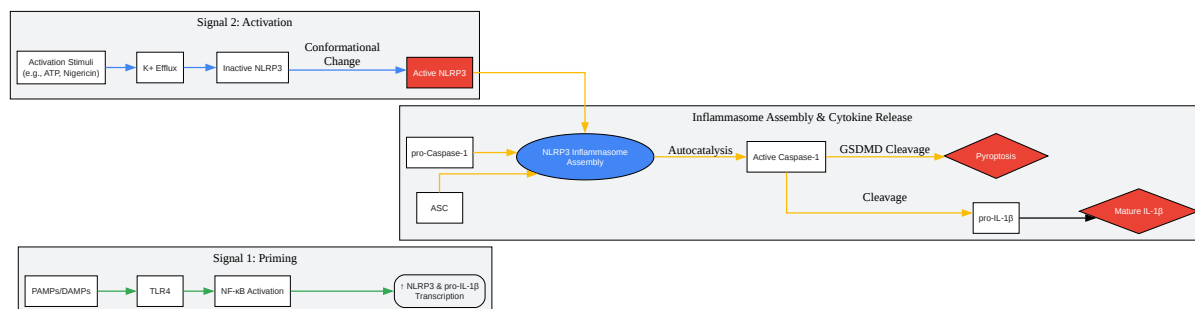 Signal 2: Activation
Activation Stimuli
(e.g., ATP, Nigericin)
K+ Efflux
Inactive NLRP3
Conformational
Change
Active NLRP3
Inflammasome Assembly & Cytokine Release
pro-Caspase-1
ASC
NLRP3 Inflammasome
Assembly
Autocatalysis
Active Caspase-1
GSDMD Cleavage
Pyroptosis
Cleavage
pro-IL-1β
Mature IL-1β
Signal 1: Priming
PAMPs/DAMPs
TLR4
NF-κB Activation
↑ NLRP3 & pro-IL-1β
Transcription